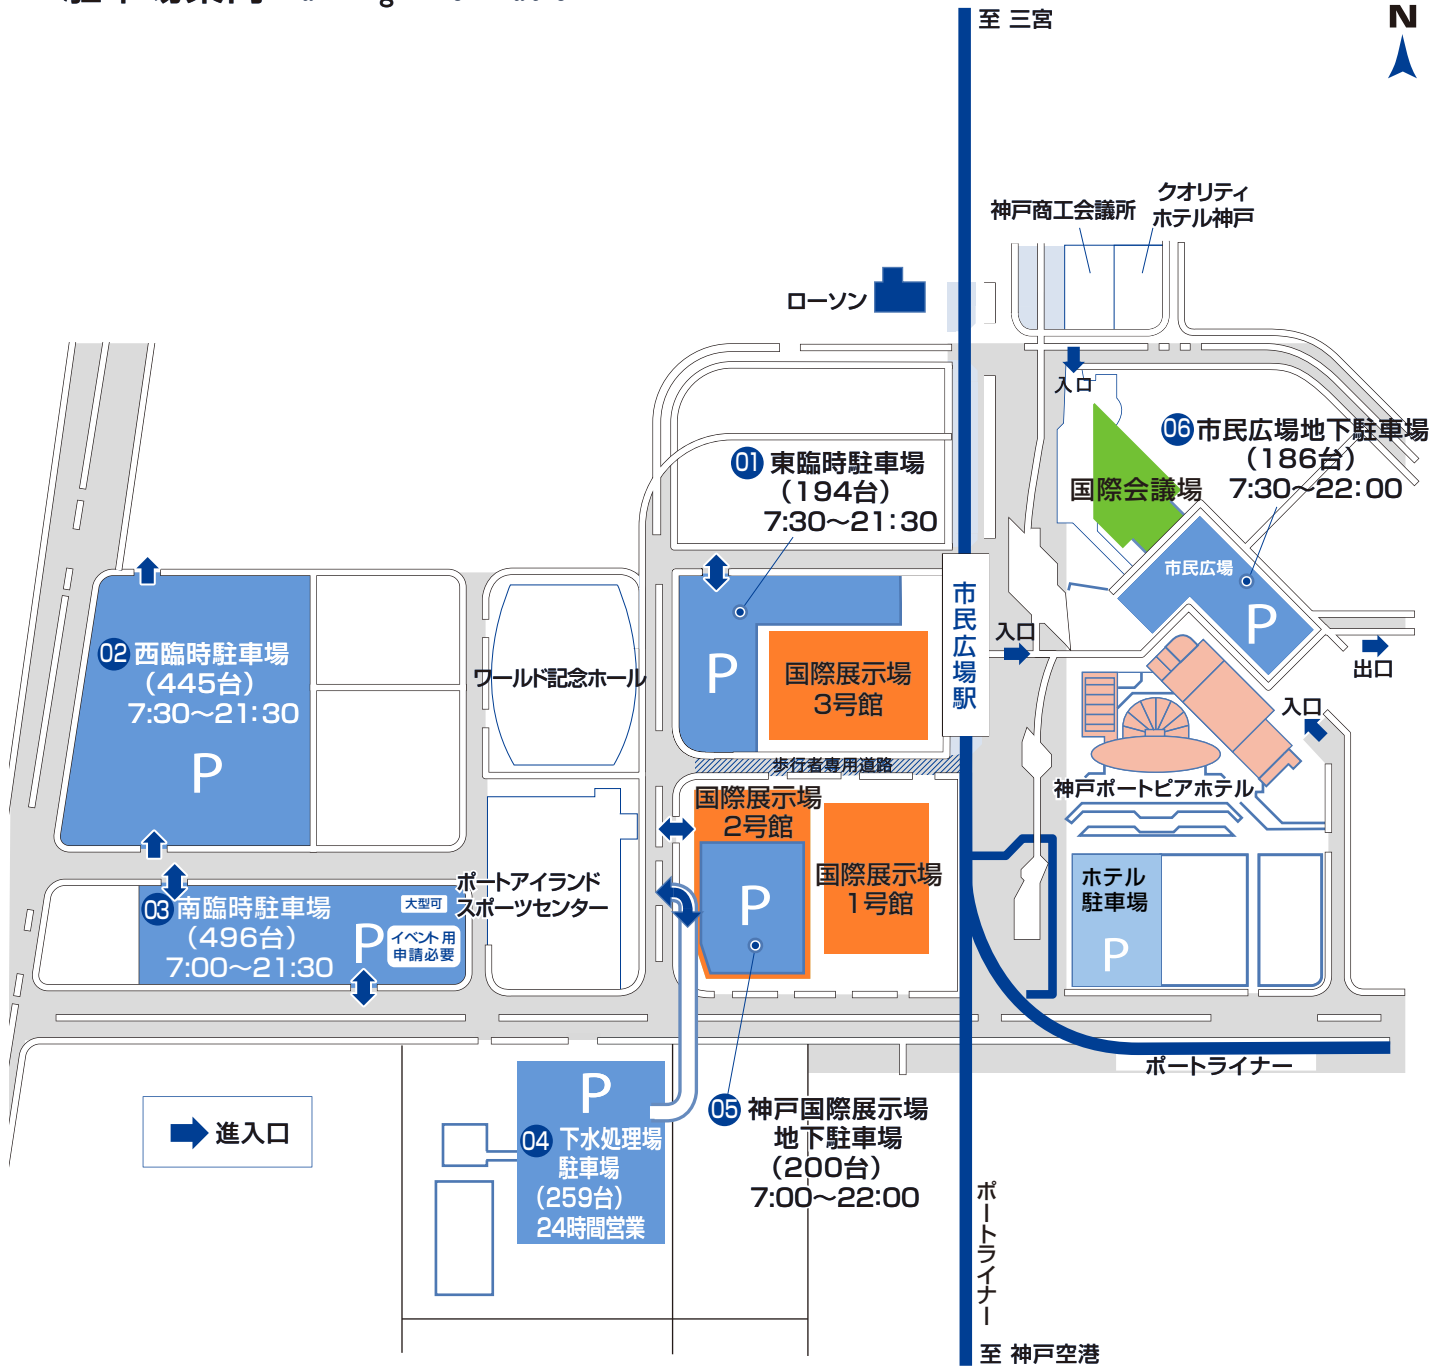 至 三宮
N
クオリティ
ホテル神戸
神戸商工会議所
ローソン
入口
06 市民広場地下駐車場
(186台)
7:30〜22:00
国際会議場
01 東臨時駐車場
(194台)
7:30〜21:30
市民広場
P
市民広場駅
入口
出口
入口
02 西臨時駐車場
(445台)
7:30〜21:30
P
ワールド記念ホール
P
国際展示場
3号館
歩行者専用道路
神戸ポートピアホテル
国際展示場
2号館
P
国際展示場
1号館
ホテル
駐車場
P
ポートアイランド
スポーツセンター
03 南臨時駐車場
(496台)
7:00〜21:30
大型可
P
イベント用
申請必要
ポートライナー
P
04 下水処理場
駐車場
(259台)
24時間営業
05 神戸国際展示場
地下駐車場
(200台)
7:00〜22:00
進入口
ポートライナー
至 神戸空港